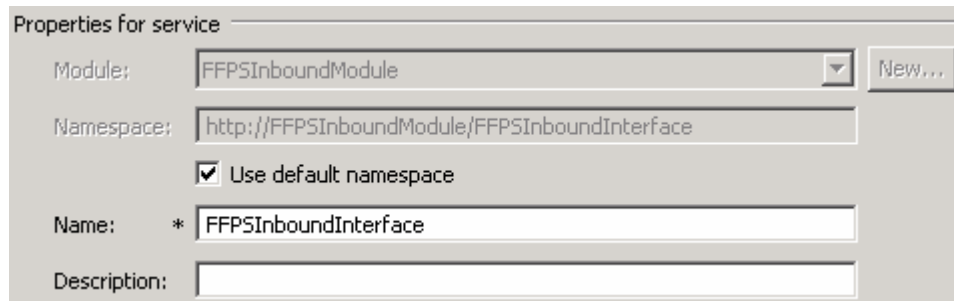 Properties for service
Module: FFPSInboundModule New...
Namespace: http://FFPSInboundModule/FFPSInboundInterface
Use default namespace
Name: * FFPSInboundInterface
Description: